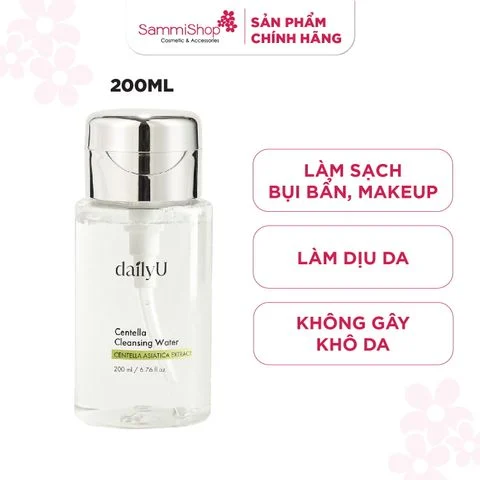 SammiShop
Cosmetic & Accessories
SẢN PHẨM
CHÍNH HÃNG
200ML
dailyU
Centella
Cleansing Water
CENTELLA ASIATICA EXTRACT
200 ml / 6.76 fl.oz
LÀM SẠCH
BỤI BẨN, MAKEUP
LÀM DỊU DA
KHÔNG GÂY
KHÔ DA